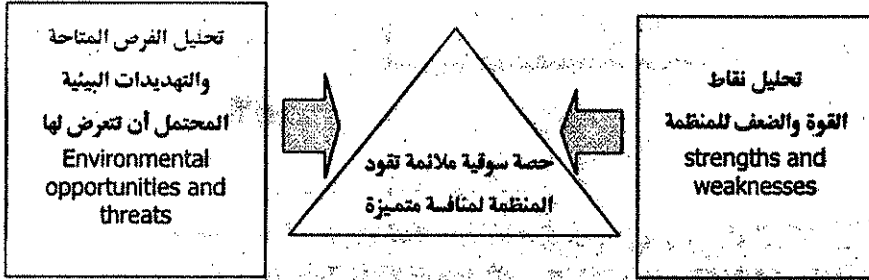 تحليل نقاط
القوة والضعف للمنظمة
strengths and
weaknesses
حصة سوقية ملائمة تقود
المنظمة لمنافسة متميزة
تحليل الفرص المتاحة
والتهديدات البيئية
المحتمل أن تتعرض لها
Environmental
opportunities and
threats